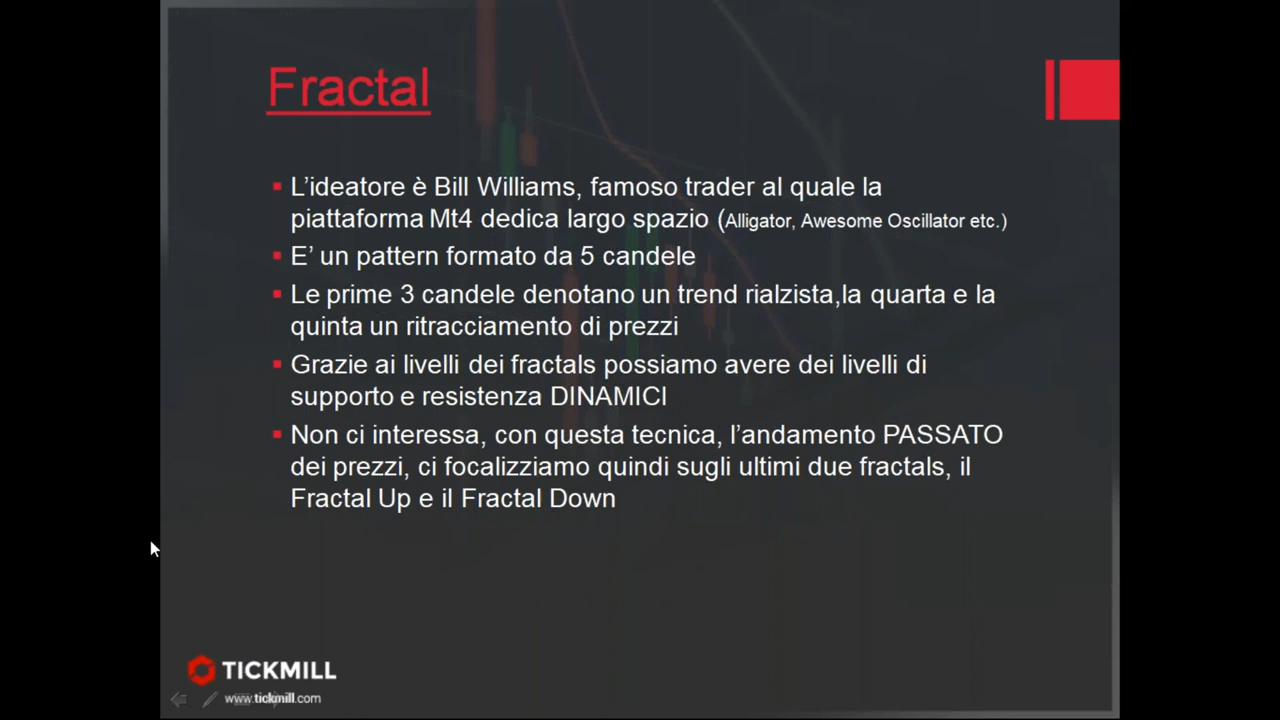 Fractal
L’ideatore è Bill Williams, famoso trader al quale la
piattaforma Mt4 dedica largo spazio (Alligator, Awesome Oscillator etc.)
E’ un pattern formato da 5 candele
Le prime 3 candele denotano un trend rialzista,la quarta e la
quinta un ritracciamento di prezzi
Grazie ai livelli dei fractals possiamo avere dei livelli di
supporto e resistenza DINAMICI
Non ci interessa, con questa tecnica, l’andamento PASSATO
dei prezzi, ci focalizziamo quindi sugli ultimi due fractals, il
Fractal Up e il Fractal Down
TICKMILL
www.tickmill.com